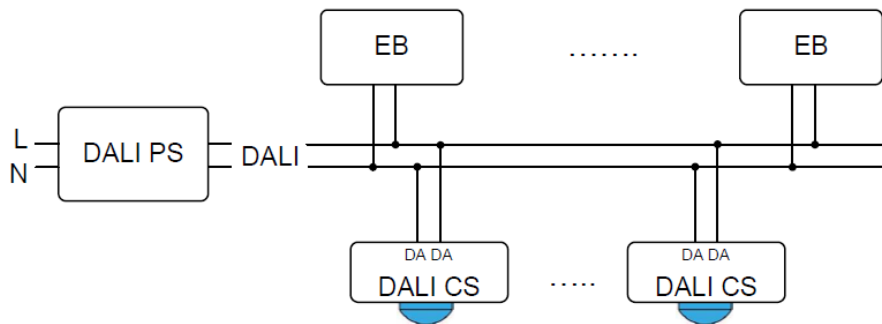 EB
.......
EB
L
N
DALI PS
DALI
DA DA
DALI CS
.....
DA DA
DALI CS